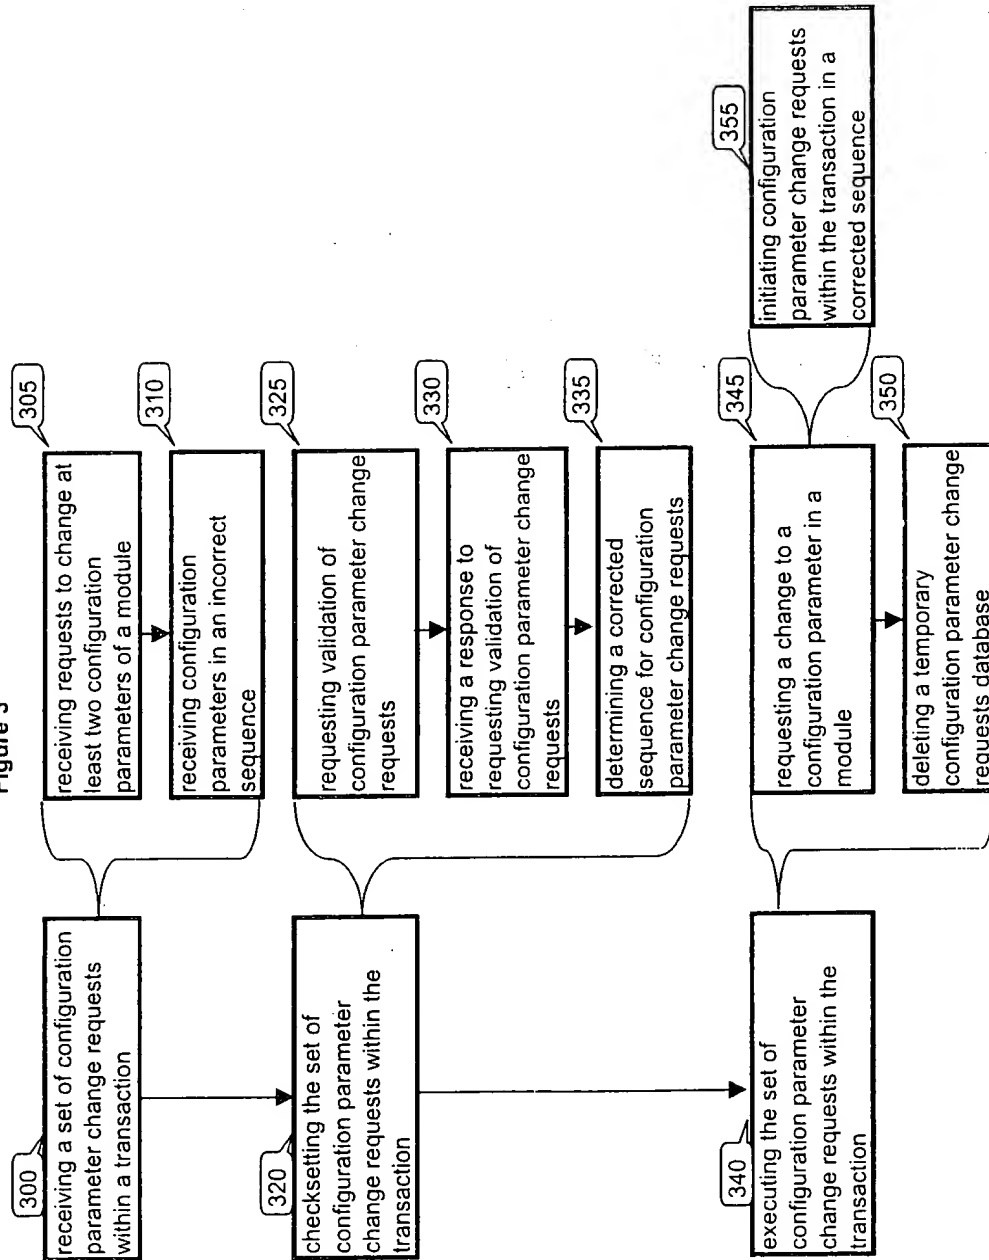 Figure 3
300
receiving a set of configuration
parameter change requests
within a transaction
305
receiving requests to change at
least two configuration
parameters of a module
310
receiving configuration
parameters in an incorrect
sequence
320
checksetting the set of
configuration parameter
change requests within the
transaction
325
requesting validation of
configuration parameter change
requests
330
receiving a response to
requesting validation of
configuration parameter change
requests
335
determining a corrected
sequence for configuration
parameter change requests
340
executing the set of
configuration parameter
change requests within the
transaction
345
requesting a change to a
configuration parameter in a
module
350
deleting a temporary
configuration parameter change
requests database
355
initiating configuration
parameter change requests
within the transaction in a
corrected sequence